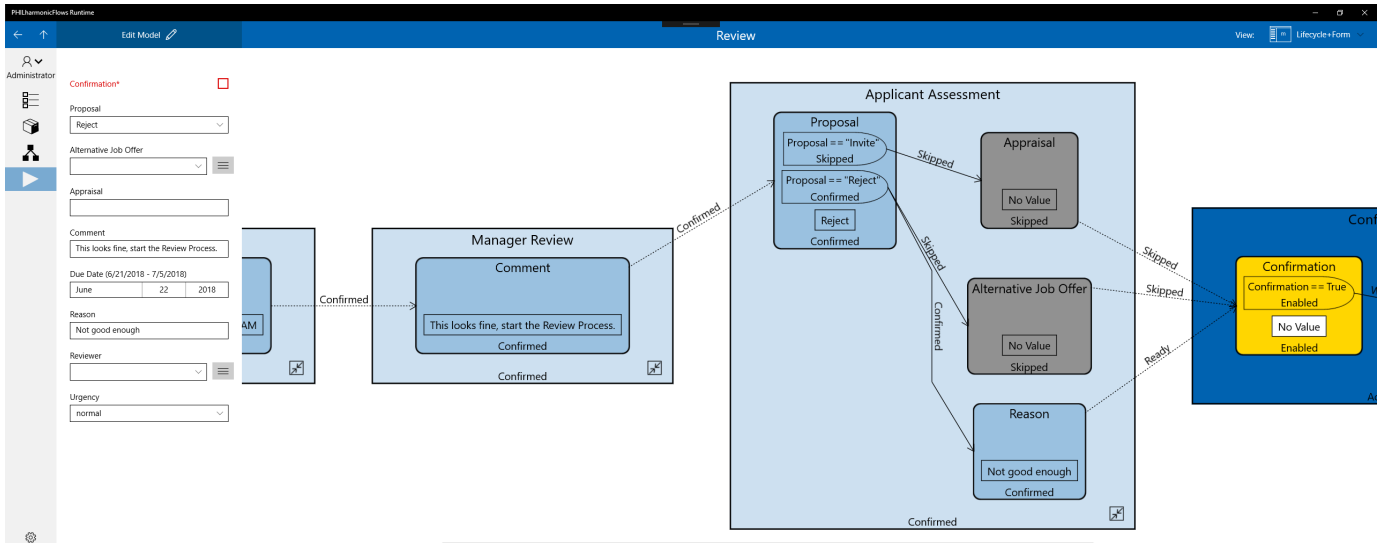 PHILharmonicFlows Runtime
Edit Model
Review
View:
Lifecycle+Form
Administrator
Confirmation*
Proposal
Reject
Alternative Job Offer
Appraisal
Comment
This looks fine, start the Review Process.
Due Date (6/21/2018 - 7/5/2018)
June 22 2018
Reason
Not good enough
Reviewer
Urgency
normal
AM
Confirmed
Manager Review
Comment
This looks fine, start the Review Process.
Confirmed
Confirmed
Confirmed
Applicant Assessment
Proposal
Proposal == "Invite"
Skipped
Proposal == "Reject"
Confirmed
Reject
Confirmed
Skipped
Skipped
Confirmed
Appraisal
No Value
Skipped
Alternative Job Offer
No Value
Skipped
Reason
Not good enough
Confirmed
Confirmed
Skipped
Skipped
Ready
Confirmation
Confirmation == True
Enabled
No Value
Enabled